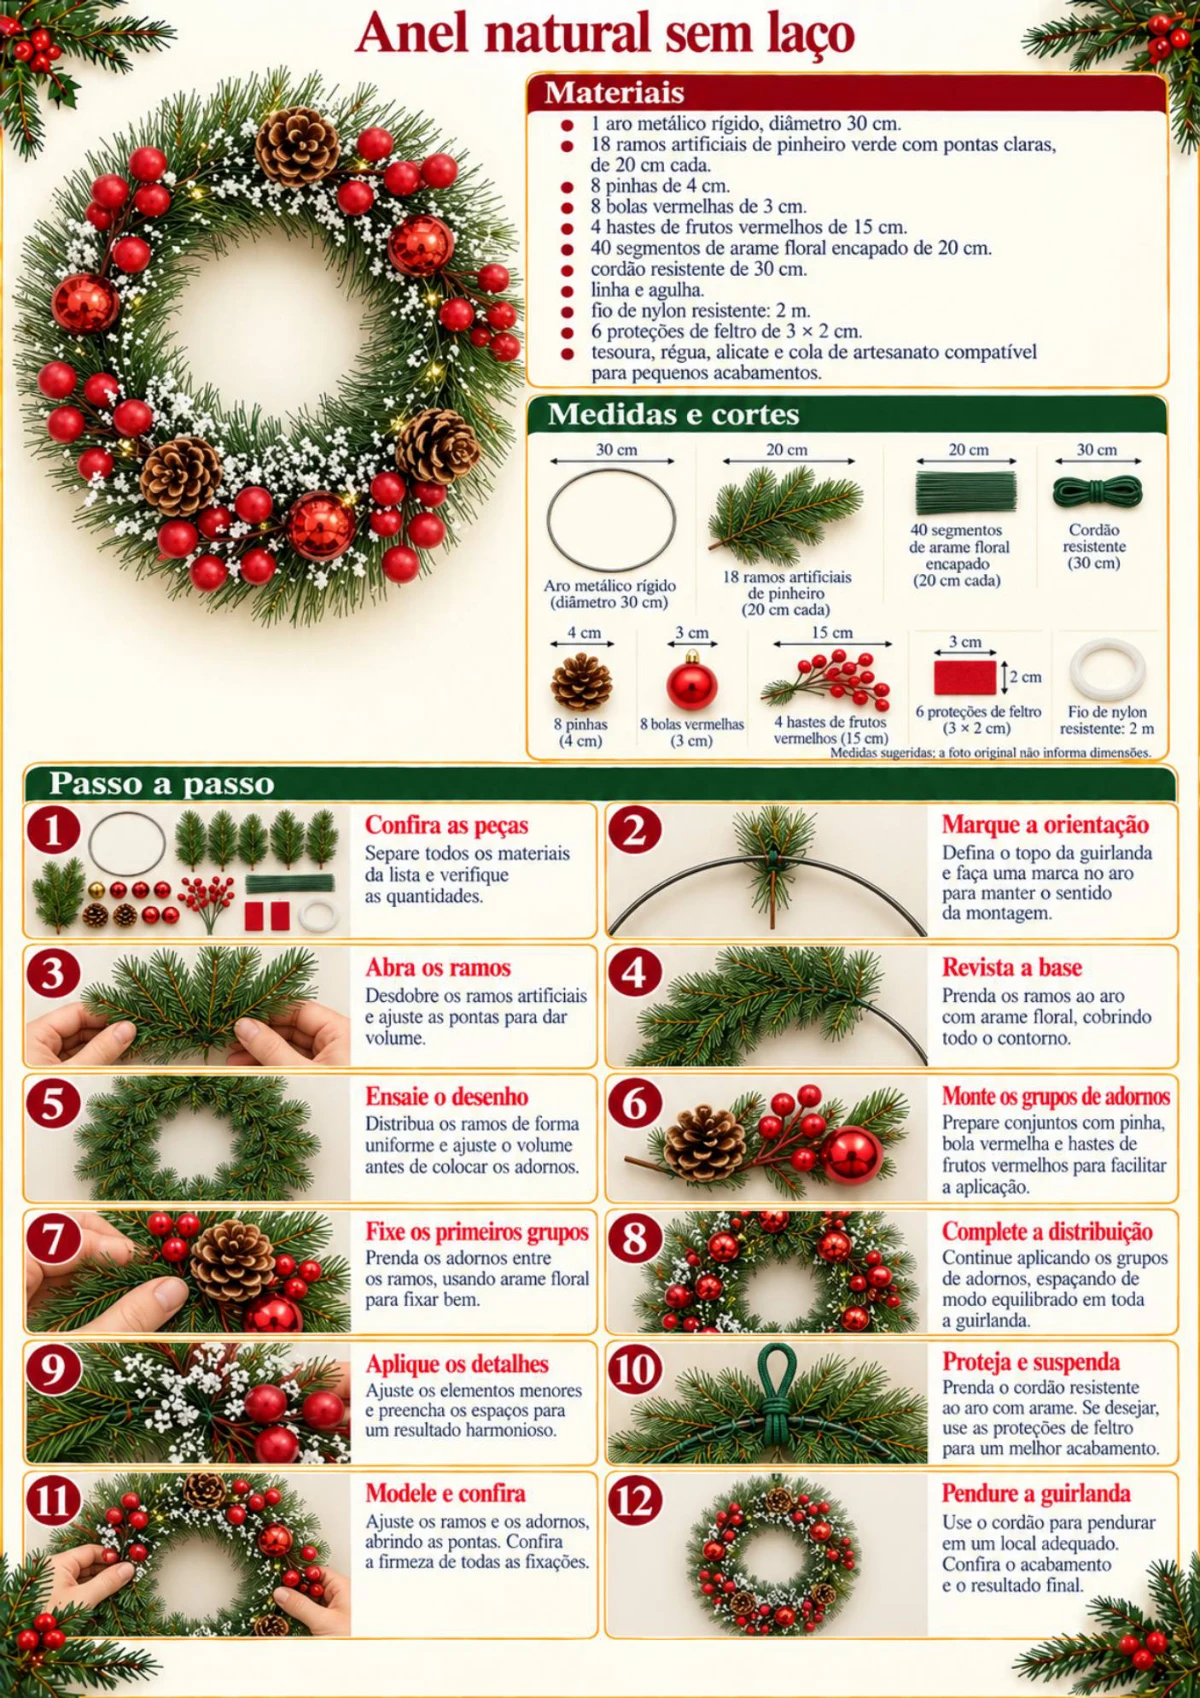 Anel natural sem laço
Materiais
1 aro metálico rígido, diâmetro 30 cm.
18 ramos artificiais de pinheiro verde com pontas claras,
de 20 cm cada.
8 pinhas de 4 cm.
8 bolas vermelhas de 3 cm.
4 hastes de frutos vermelhos de 15 cm.
40 segmentos de arame floral encapado de 20 cm.
cordão resistente de 30 cm.
linha e agulha.
fio de nylon resistente: 2 m.
6 proteções de feltro de 3 × 2 cm.
tesoura, régua, alicate e cola de artesanato compatível
para pequenos acabamentos.
Medidas e cortes
30 cm
Aro metálico rígido
(diâmetro 30 cm)
20 cm
18 ramos artificiais
de pinheiro
(20 cm cada)
20 cm
40 segmentos
de arame floral
encapado
(20 cm cada)
30 cm
Cordão
resistente
(30 cm)
4 cm
8 pinhas
(4 cm)
3 cm
8 bolas vermelhas
(3 cm)
15 cm
4 hastes de frutos
vermelhos (15 cm)
3 cm
2 cm
6 proteções de feltro
(3 × 2 cm)
Fio de nylon
resistente: 2 m
Medidas sugeridas; a foto original não informa dimensões.
Passo a passo
1
Confira as peças
Separe todos os materiais
da lista e verifique
as quantidades.
2
Marque a orientação
Defina o topo da guirlanda
e faça uma marca no aro
para manter o sentido
da montagem.
3
Abra os ramos
Desdobre os ramos artificiais
e ajuste as pontas para dar
volume.
4
Revista a base
Prenda os ramos ao aro
com arame floral, cobrindo
todo o contorno.
5
Ensaie o desenho
Distribua os ramos de forma
uniforme e ajuste o volume
antes de colocar os adornos.
6
Monte os grupos de adornos
Prepare conjuntos com pinha,
bola vermelha e hastes de
frutos vermelhos para facilitar
a aplicação.
7
Fixe os primeiros grupos
Prenda os adornos entre
os ramos, usando arame floral
para fixar bem.
8
Complete a distribuição
Continue aplicando os grupos
de adornos, espaçando de
modo equilibrado em toda
a guirlanda.
9
Aplique os detalhes
Ajuste os elementos menores
e preencha os espaços para
um resultado harmonioso.
10
Proteja e suspenda
Prenda o cordão resistente
ao aro com arame. Se desejar,
use as proteções de feltro
para um melhor acabamento.
11
Modele e confira
Ajuste os ramos e os adornos,
abrindo as pontas. Confira
a firmeza de todas as fixações.
12
Pendure a guirlanda
Use o cordão para pendurar
em um local adequado.
Confira o acabamento
e o resultado final.